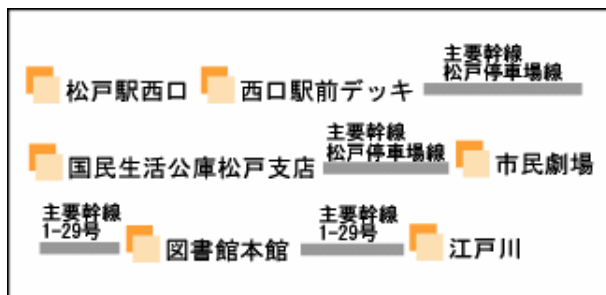 主要幹線
松戸駅西口 西口駅前デッキ 松戸停車場線
主要幹線
国民生活公庫松戸支店 松戸停車場線 市民劇場
主要幹線 主要幹線
1-29号 図書館本館 1-29号 江戸川